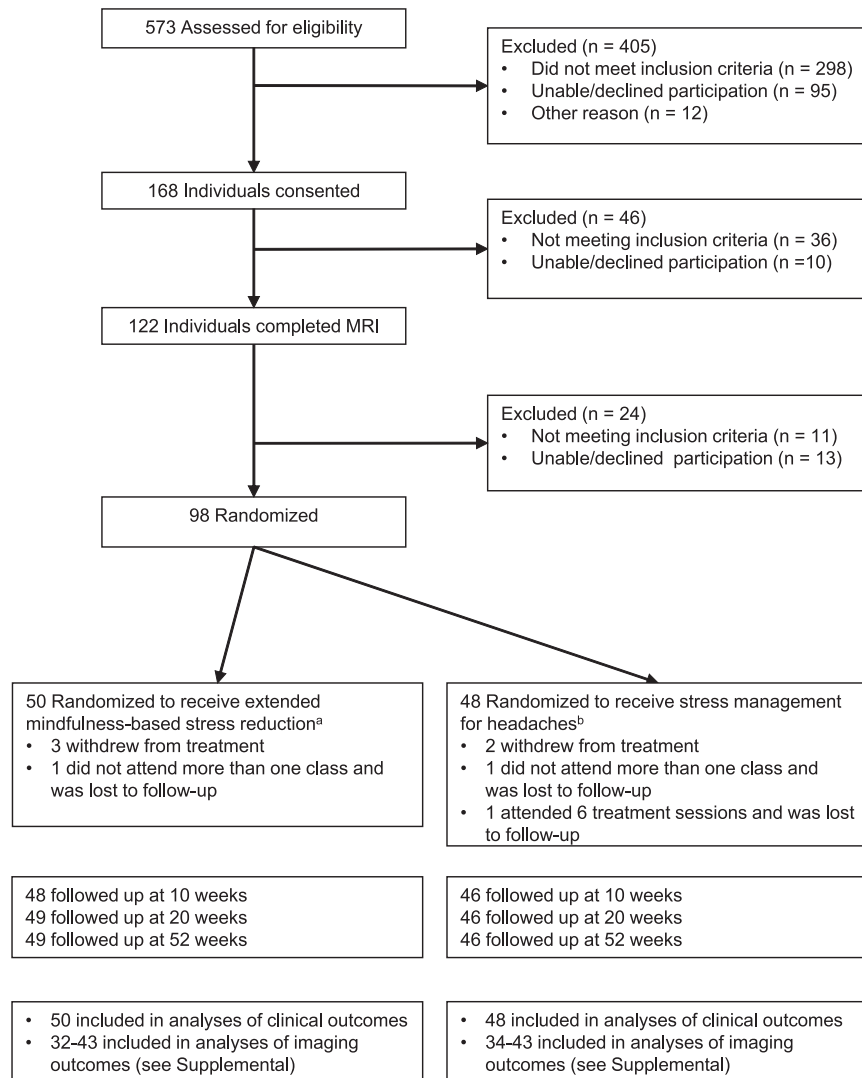 573 Assessed for eligibility
Excluded (n = 405)
• Did not meet inclusion criteria (n = 298)
• Unable/declined participation (n = 95)
• Other reason (n = 12)
168 Individuals consented
Excluded (n = 46)
• Not meeting inclusion criteria (n = 36)
• Unable/declined participation (n =10)
122 Individuals completed MRI
Excluded (n = 24)
• Not meeting inclusion criteria (n = 11)
• Unable/declined participation (n = 13)
98 Randomized
50 Randomized to receive extended
mindfulness-based stress reductionᵃ
• 3 withdrew from treatment
• 1 did not attend more than one class and
was lost to follow-up
48 Randomized to receive stress management
for headachesᵇ
• 2 withdrew from treatment
• 1 did not attend more than one class and
was lost to follow-up
• 1 attended 6 treatment sessions and was lost
to follow-up
48 followed up at 10 weeks
49 followed up at 20 weeks
49 followed up at 52 weeks
46 followed up at 10 weeks
46 followed up at 20 weeks
46 followed up at 52 weeks
• 50 included in analyses of clinical outcomes
• 32-43 included in analyses of imaging
outcomes (see Supplemental)
• 48 included in analyses of clinical outcomes
• 34-43 included in analyses of imaging
outcomes (see Supplemental)